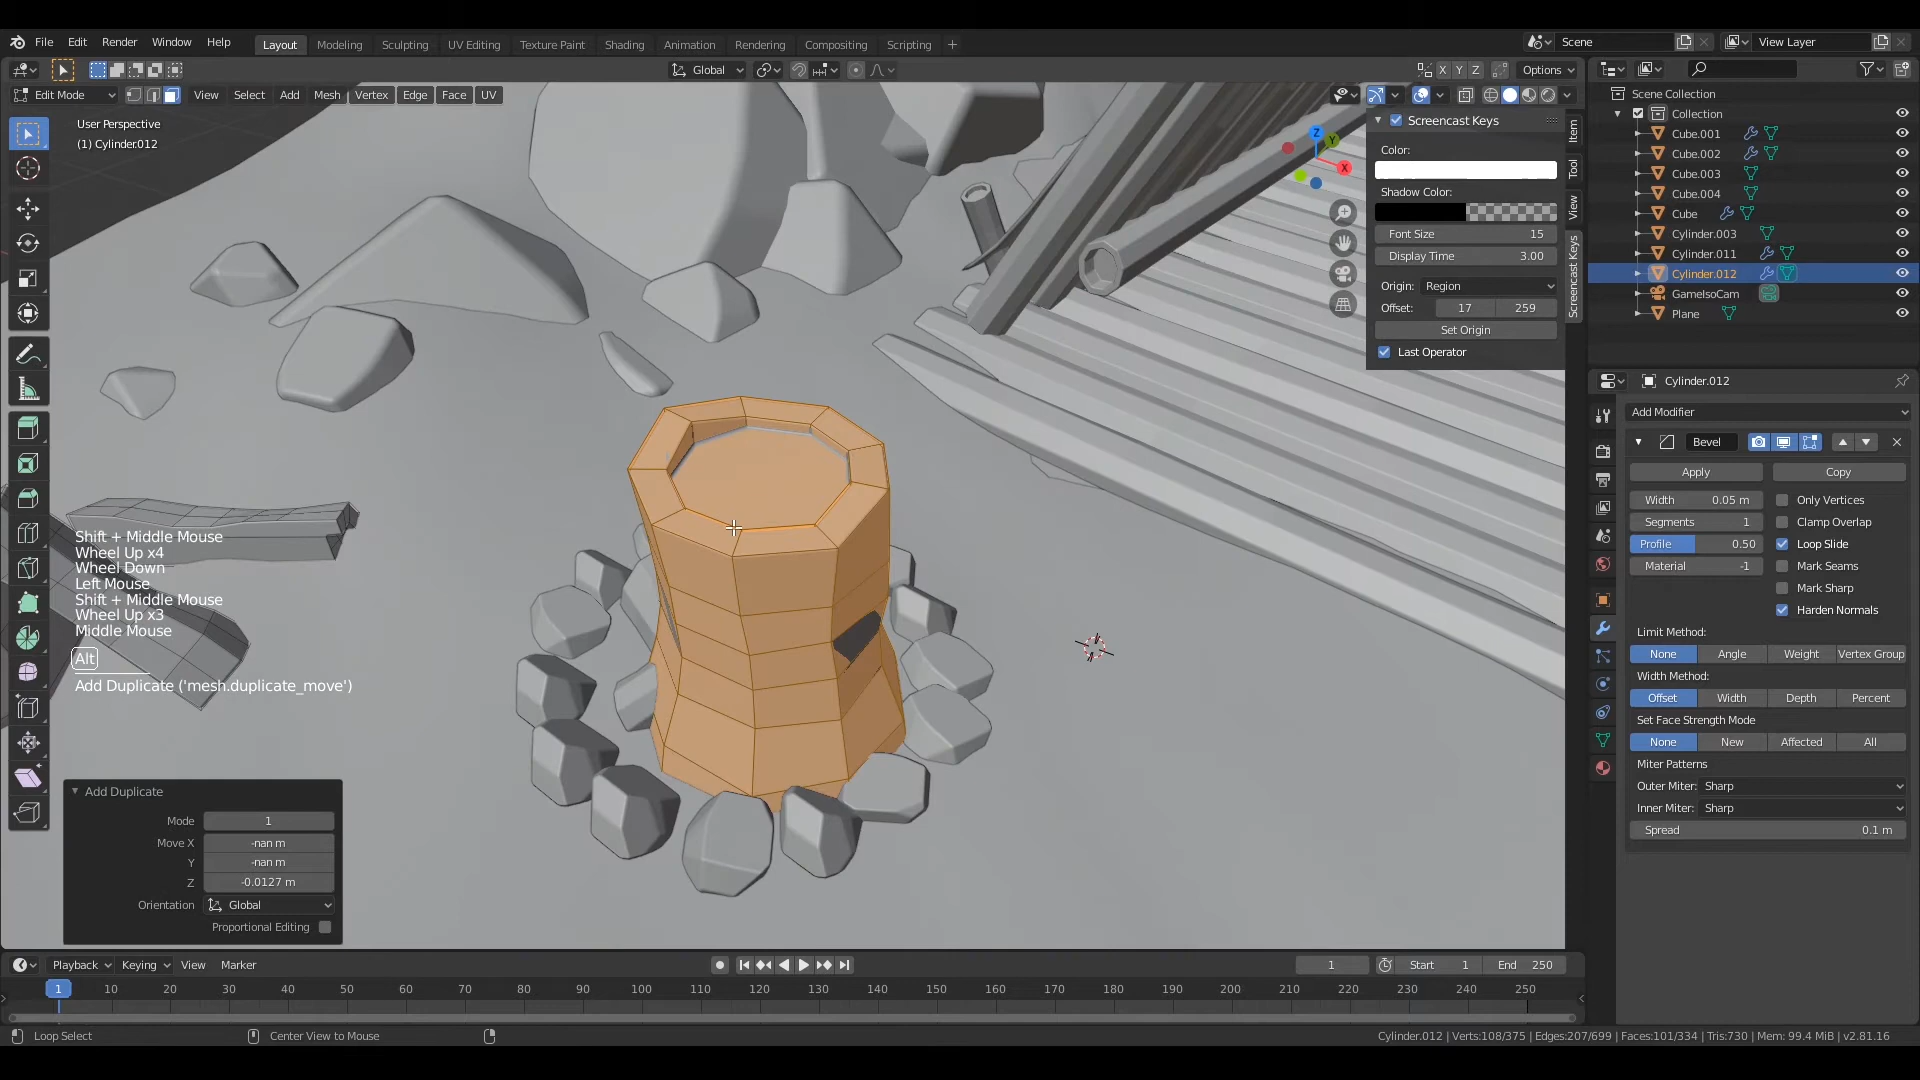 File Edit Render Window Help Layout Modeling Sculpting UV Editing Texture Paint Shading Animation Rendering Compositing Scripting + Scene View Layer
Global X Y Z Options
Edit Mode View Select Add Mesh Vertex Edge Face UV
User Perspective
(1) Cylinder.012
Z
Y
X
Screencast Keys
Color:
Shadow Color:
Font Size 15
Display Time 3.00
Origin: Region
Offset: 17 259
Set Origin
Last Operator
Item
Tool
View
Screencast Keys
Scene Collection
Collection
Cube.001
Cube.002
Cube.003
Cube.004
Cube
Cylinder.003
Cylinder.011
Cylinder.012
GameIsoCam
Plane
Cylinder.012
Add Modifier
Bevel
Apply Copy
Width 0.05 m Only Vertices
Segments 1 Clamp Overlap
Profile 0.50 Loop Slide
Material -1 Mark Seams
Mark Sharp
Harden Normals
Limit Method:
None Angle Weight Vertex Group
Width Method:
Offset Width Depth Percent
Set Face Strength Mode
None New Affected All
Miter Patterns
Outer Miter: Sharp
Inner Miter: Sharp
Spread 0.1 m
Shift + Middle Mouse
Wheel Up x4
Wheel Down
Left Mouse
Shift + Middle Mouse
Wheel Up x3
Middle Mouse
Alt
Add Duplicate ('mesh.duplicate_move')
Add Duplicate
Mode 1
Move X -nan m
Y -nan m
Z -0.0127 m
Orientation Global
Proportional Editing
Playback Keying View Marker 1 Start 1 End 250
1 10 20 30 40 50 60 70 80 90 100 110 120 130 140 150 160 170 180 190 200 210 220 230 240 250
Loop Select Center View to Mouse Cylinder.012 | Verts:108/375 | Edges:207/699 | Faces:101/334 | Tris:730 | Mem: 99.4 MiB | v2.81.16